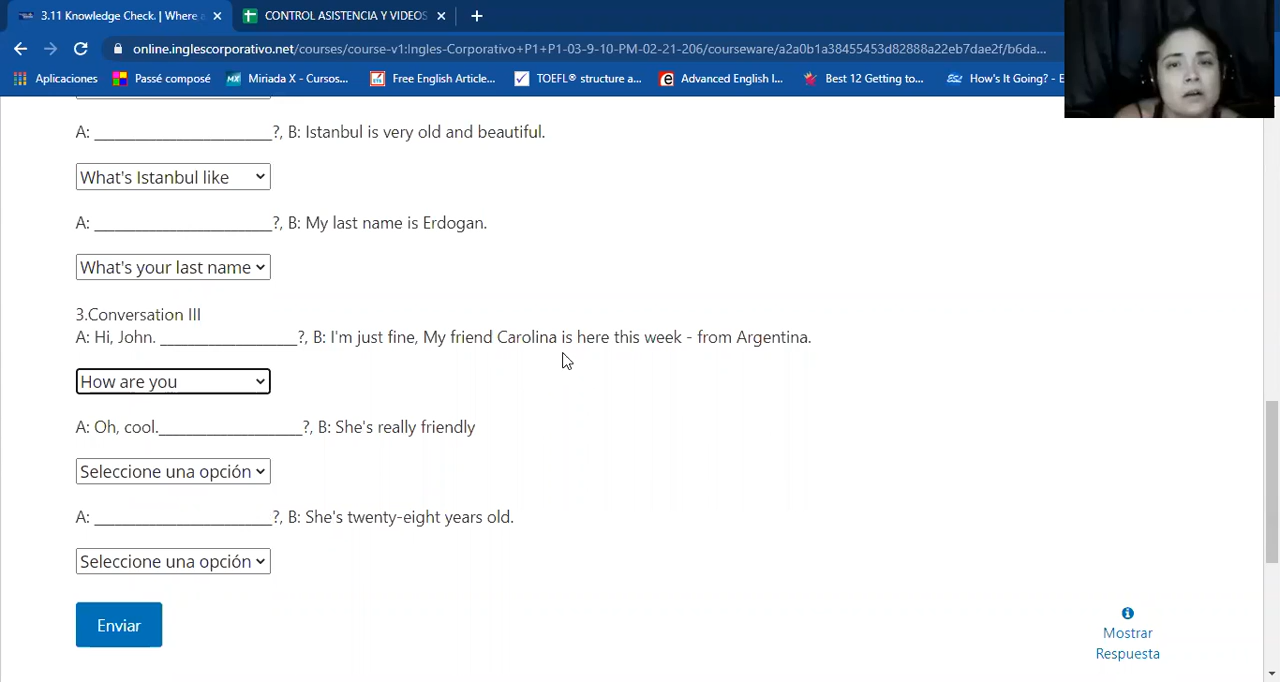 3.11 Knowledge Check. | Where a
CONTROL ASISTENCIA Y VIDEOS
online.inglescorporativo.net/courses/course-v1:Ingles-Corporativo+P1+P1-03-9-10-PM-02-21-206/courseware/a2a0b1a38455453d82888a22eb7dae2f/b6da...
Aplicaciones Passé composé Miriada X - Cursos... Free English Article... TOEFL® structure a... Advanced English l... Best 12 Getting to... How's It Going? - E
A: ______________________?, B: Istanbul is very old and beautiful.
What's Istanbul like
A: ______________________?, B: My last name is Erdogan.
What's your last name
3.Conversation III
A: Hi, John. _________________?, B: I'm just fine, My friend Carolina is here this week - from Argentina.
How are you
A: Oh, cool.__________________?, B: She's really friendly
Seleccione una opción
A: ______________________?, B: She's twenty-eight years old.
Seleccione una opción
Enviar
Mostrar
Respuesta